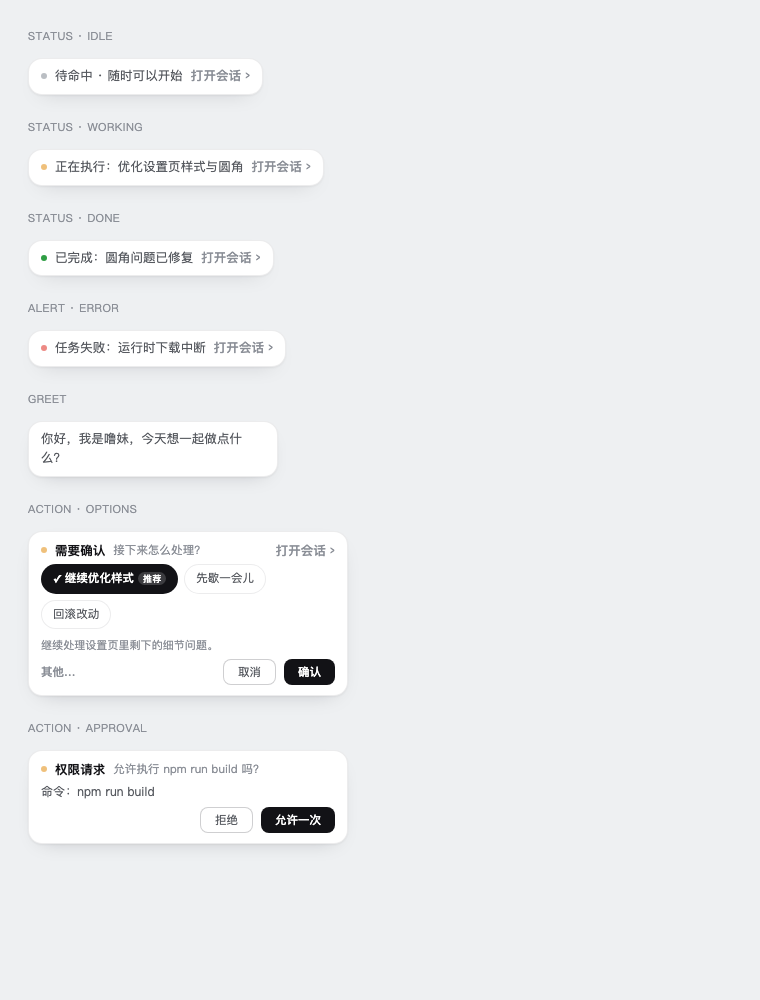 STATUS · IDLE
待命中 · 随时可以开始 打开会话 ›
STATUS · WORKING
正在执行：优化设置页样式与圆角 打开会话 ›
STATUS · DONE
已完成：圆角问题已修复 打开会话 ›
ALERT · ERROR
任务失败：运行时下载中断 打开会话 ›
GREET
你好，我是噜妹，今天想一起做点什
么？
ACTION · OPTIONS
需要确认 接下来怎么处理？ 打开会话 ›
✓ 继续优化样式 推荐 先歇一会儿
回滚改动
继续处理设置页里剩下的细节问题。
其他... 取消 确认
ACTION · APPROVAL
权限请求 允许执行 npm run build 吗？
命令：npm run build
拒绝 允许一次